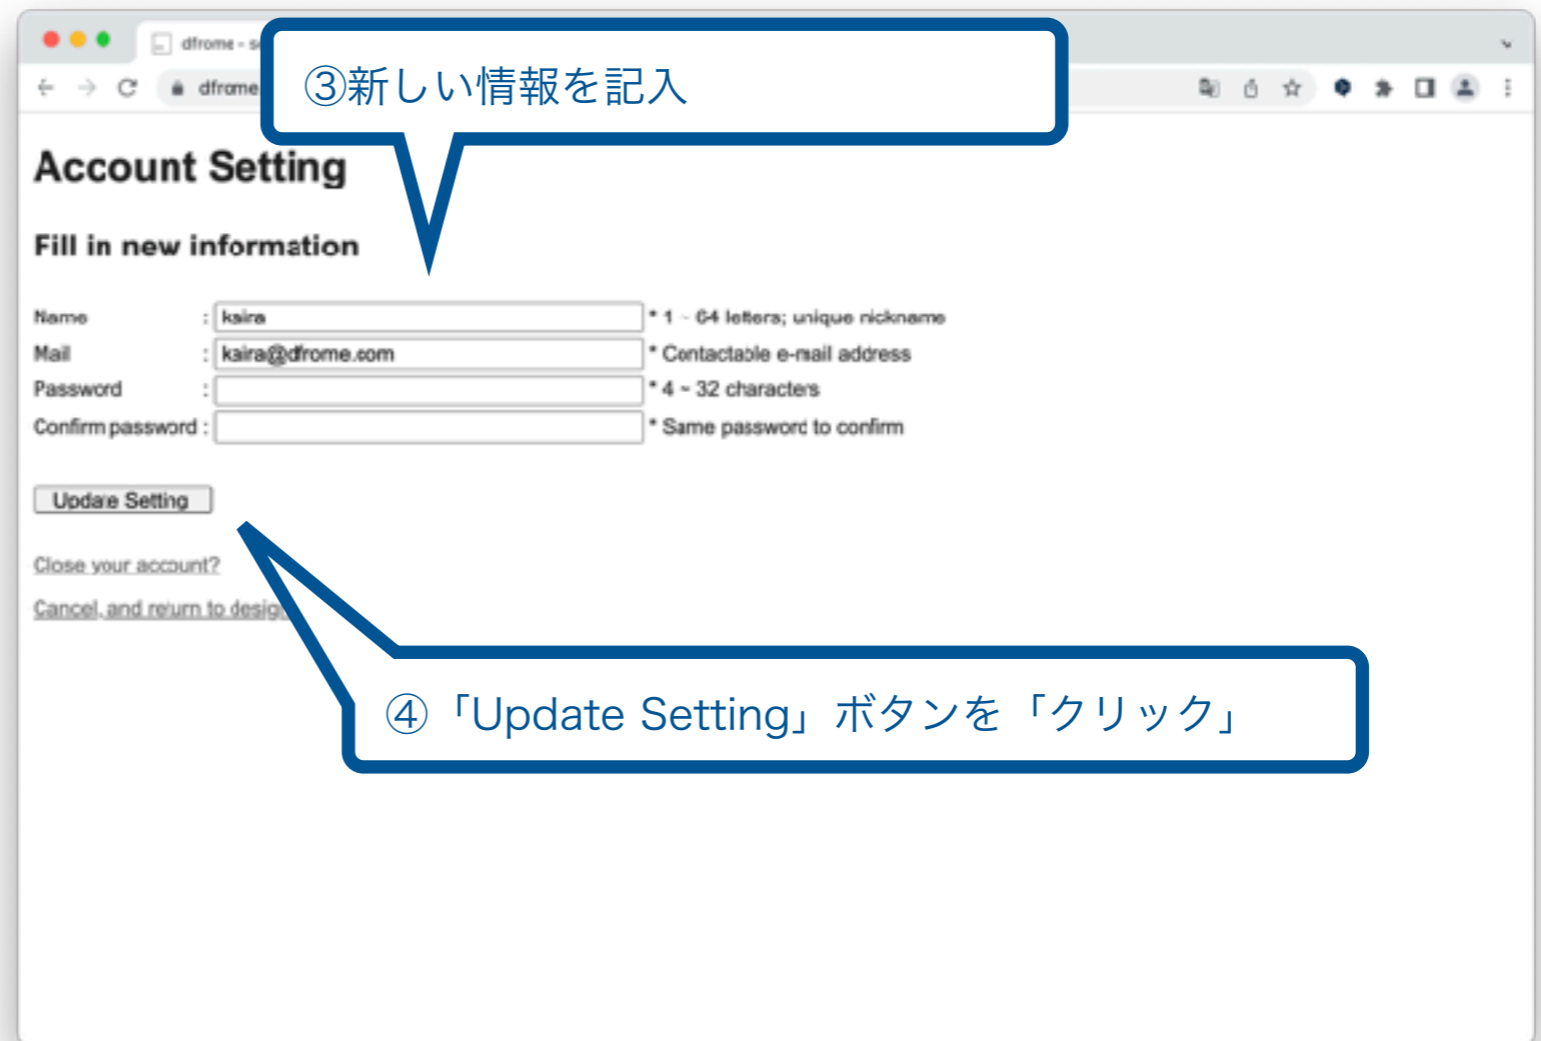 dfrome - s
dfrome
③新しい情報を記入
Account Setting
Fill in new information
Name : kaira * 1 ~ 64 letters; unique nickname
Mail : kaira@dfrome.com * Contactable e-mail address
Password : * 4 ~ 32 characters
Confirm password : * Same password to confirm
Update Setting
Close your account?
Cancel, and return to desig
④「Update Setting」ボタンを「クリック」